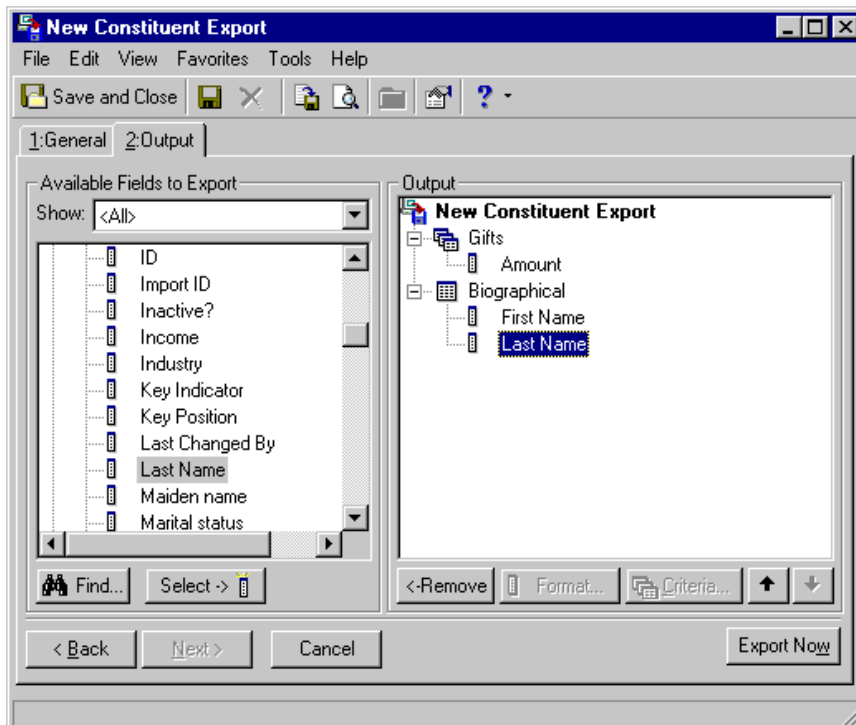 New Constituent Export
File Edit View Favorites Tools Help
Save and Close ?
1:General 2:Output
Available Fields to Export
Show: <All>
ID
Import ID
Inactive?
Income
Industry
Key Indicator
Key Position
Last Changed By
Last Name
Maiden name
Marital status
Find... Select ->
Output
New Constituent Export
Gifts
Amount
Biographical
First Name
Last Name
<-Remove Format... Criteria...
< Back Next > Cancel Export Now